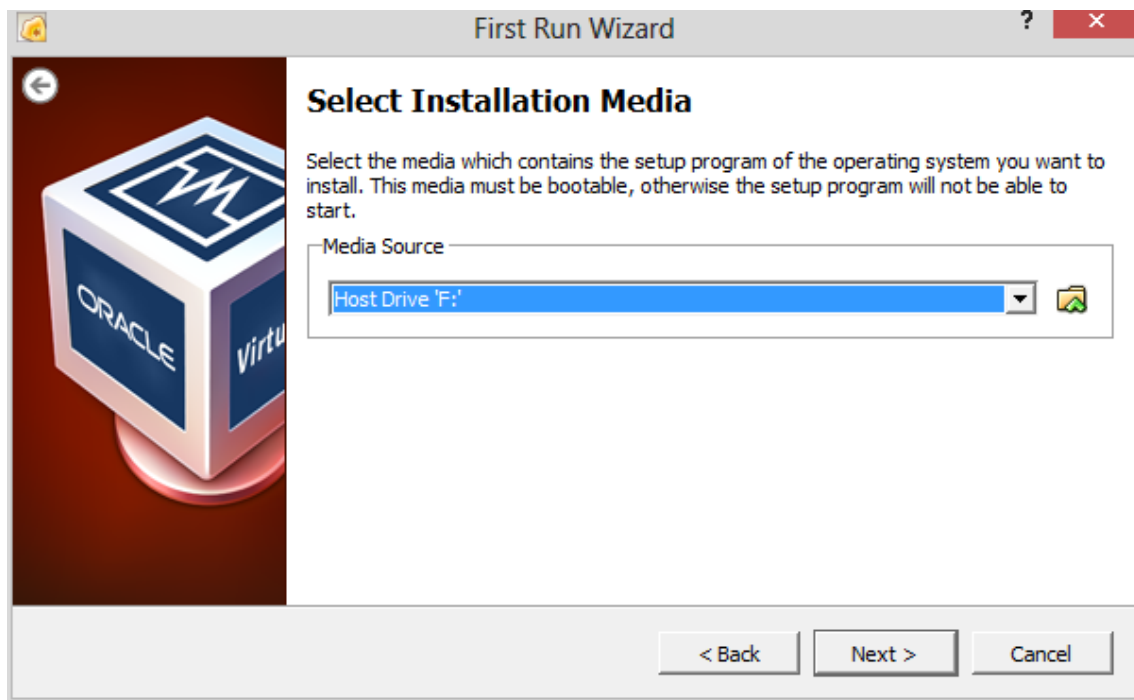 First Run Wizard
?
Select Installation Media
Select the media which contains the setup program of the operating system you want to
install. This media must be bootable, otherwise the setup program will not be able to
start.
Media Source
Host Drive 'F:'
ORACLE
Virtu
< Back
Next >
Cancel